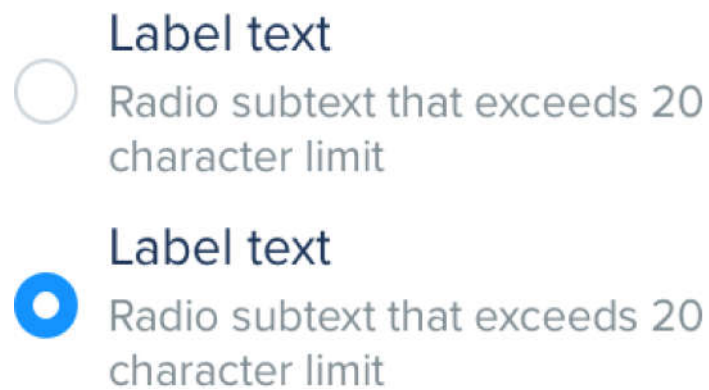 Label text
Radio subtext that exceeds 20
character limit
Label text
Radio subtext that exceeds 20
character limit